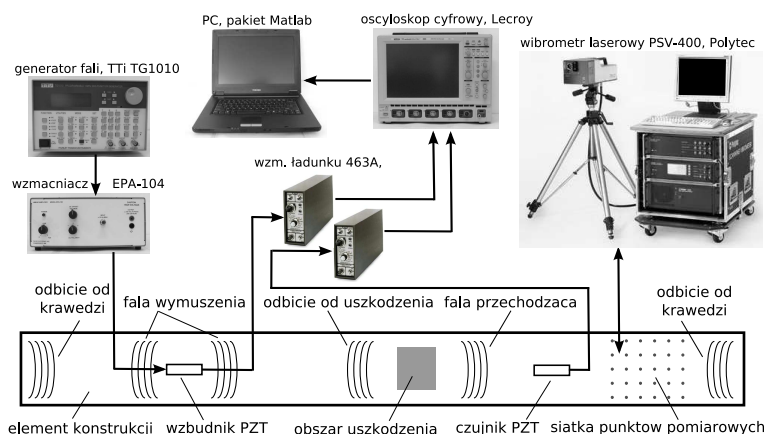 PC, pakiet Matlab
oscyloskop cyfrowy, Lecroy
generator fali, TTi TG1010
wibrometr laserowy PSV-400, Polytec
wzmacniacz EPA-104
wzm. ładunku 463A,
odbicie od
krawedzi
fala wymuszenia
odbicie od uszkodzenia
fala przechodzaca
odbicie od
krawedzi
element konstrukcii
wzbudnik PZT
obszar uszkodzenia
czujnik PZT
siatka punktow pomiarowych